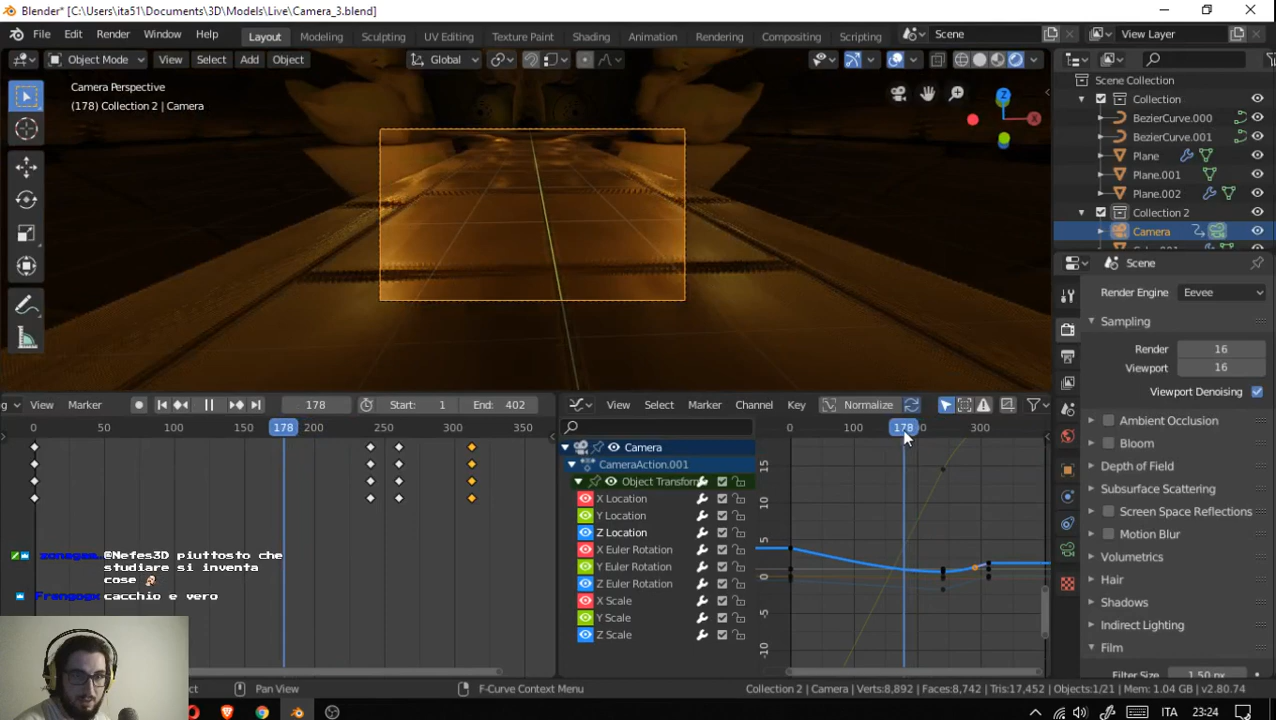 Blender* [C:\Users\ita51\Documents\3D\Models\Live\Camera_3.blend]
File Edit Render Window Help Layout Modeling Sculpting UV Editing Texture Paint Shading Animation Rendering Compositing Scripting Scene View Layer
Object Mode View Select Add Object Global
Camera Perspective
(178) Collection 2 | Camera
Z
X
Scene Collection
Collection
BezierCurve.000
BezierCurve.001
Plane
Plane.001
Plane.002
Collection 2
Camera
Scene
Render Engine Eevee
Sampling
Render 16
Viewport 16
Viewport Denoising
Ambient Occlusion
Bloom
Depth of Field
Subsurface Scattering
Screen Space Reflections
Motion Blur
Volumetrics
Hair
Shadows
Indirect Lighting
Film
Filter Size 1.50 px
View Marker 178 Start: 1 End: 402
0 50 100 150 178 200 250 300 350
View Select Marker Channel Key Normalize
0 100 178 300
Camera
CameraAction.001
Object Transform
X Location
Y Location
Z Location
X Euler Rotation
Y Euler Rotation
Z Euler Rotation
X Scale
Y Scale
Z Scale
15
10
5
0
-5
-10
@Nefes3D piuttosto che
studiare si inventa
cose
Frengogx cacchio e vero
Pan View F-Curve Context Menu Collection 2 | Camera | Verts:8,892 | Faces:8,742 | Tris:17,452 | Objects:1/21 | Mem: 1.04 GB | v2.80.74
ITA 23:24